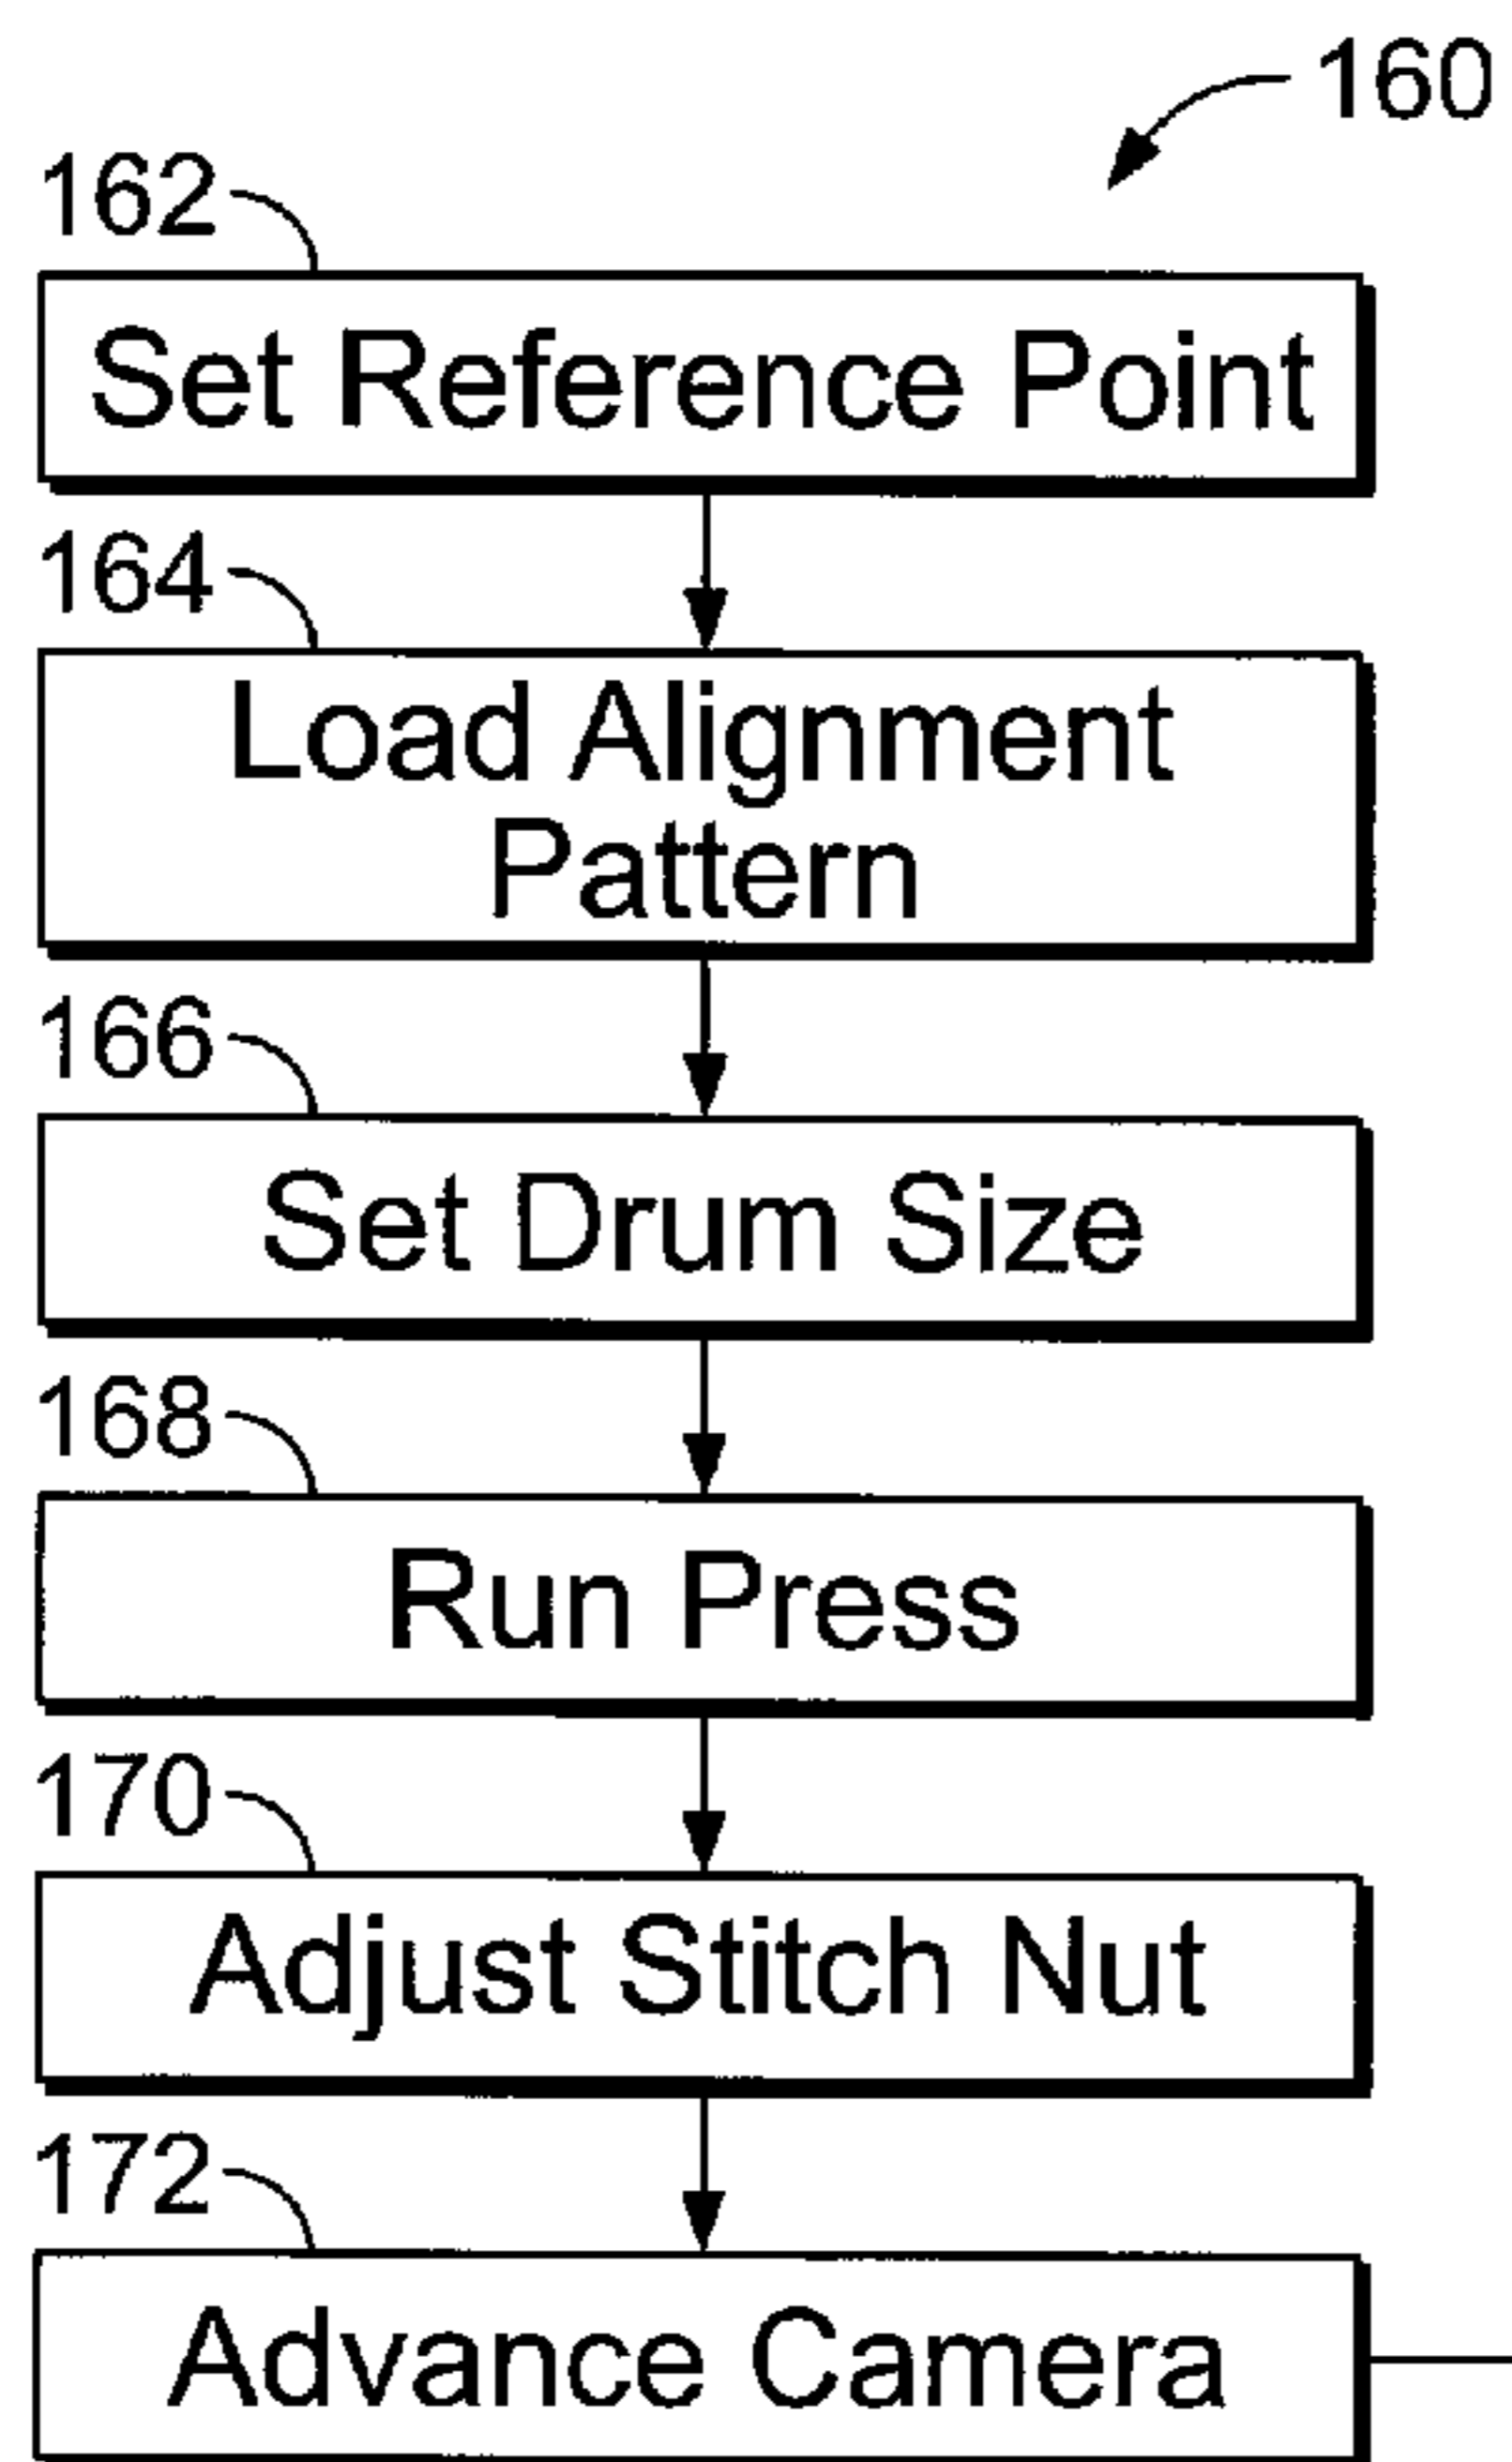 160
162
Set Reference Point
164
Load Alignment
Pattern
166
Set Drum Size
168
Run Press
170
Adjust Stitch Nut
172
Advance Camera